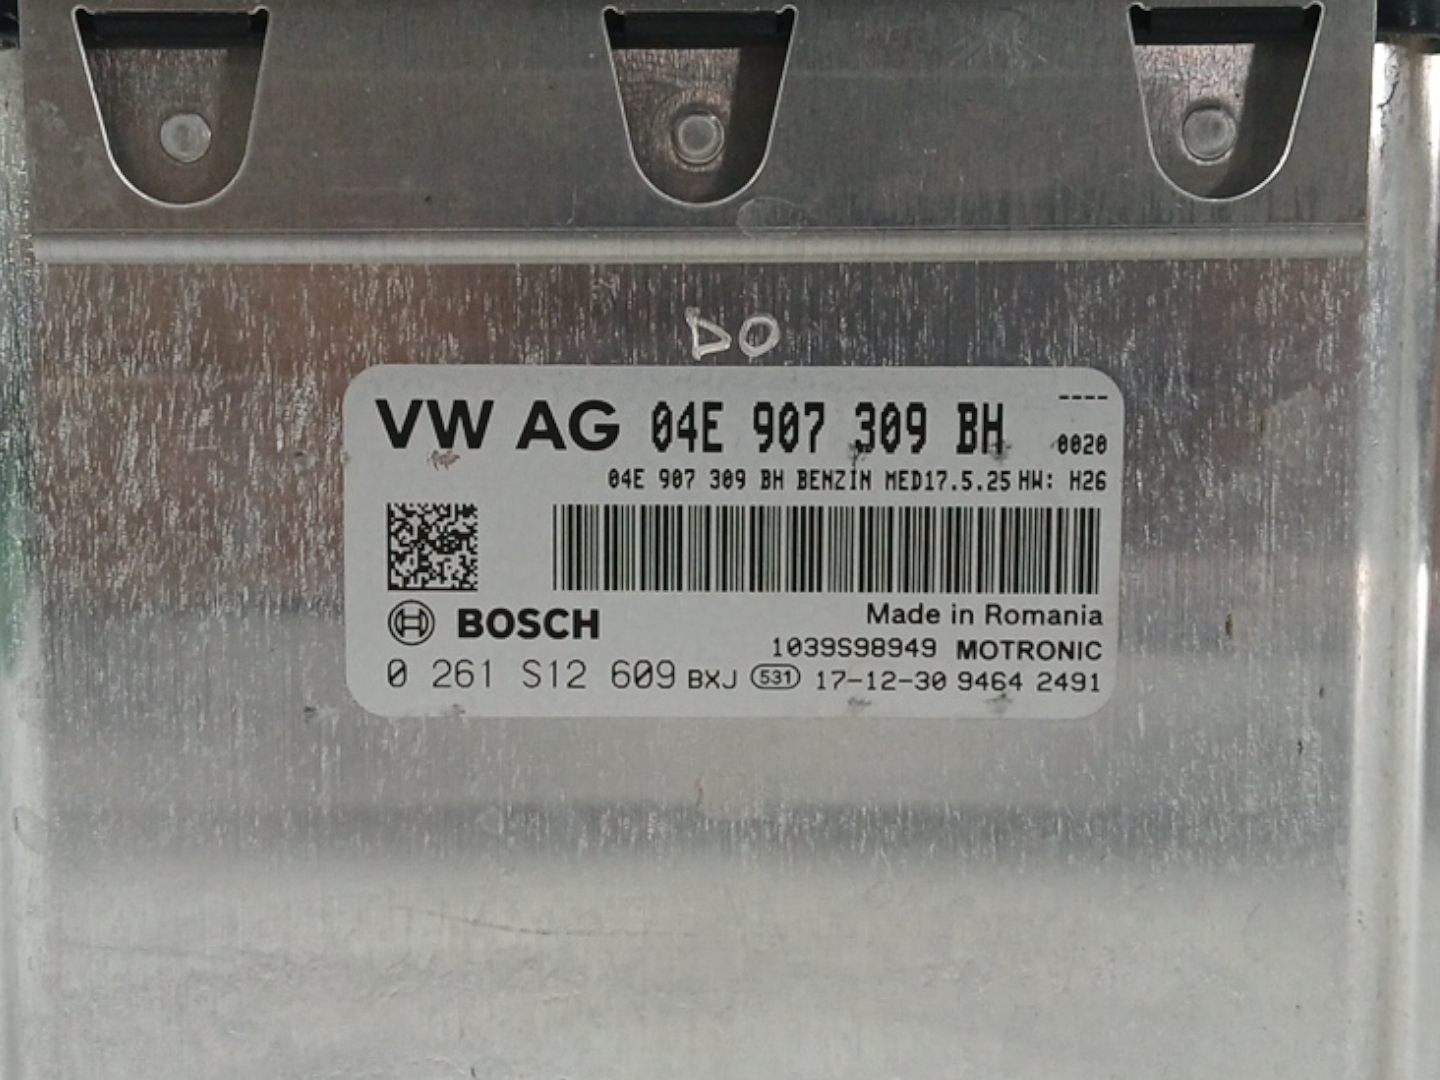 DO
----
VW AG 04E 907 309 BH 0020
04E 907 309 BH BENZIN MED17.5.25 HW: H26
BOSCH
Made in Romania
1039S98949 MOTRONIC
0 261 S12 609 BXJ 531 17-12-30 9464 2491